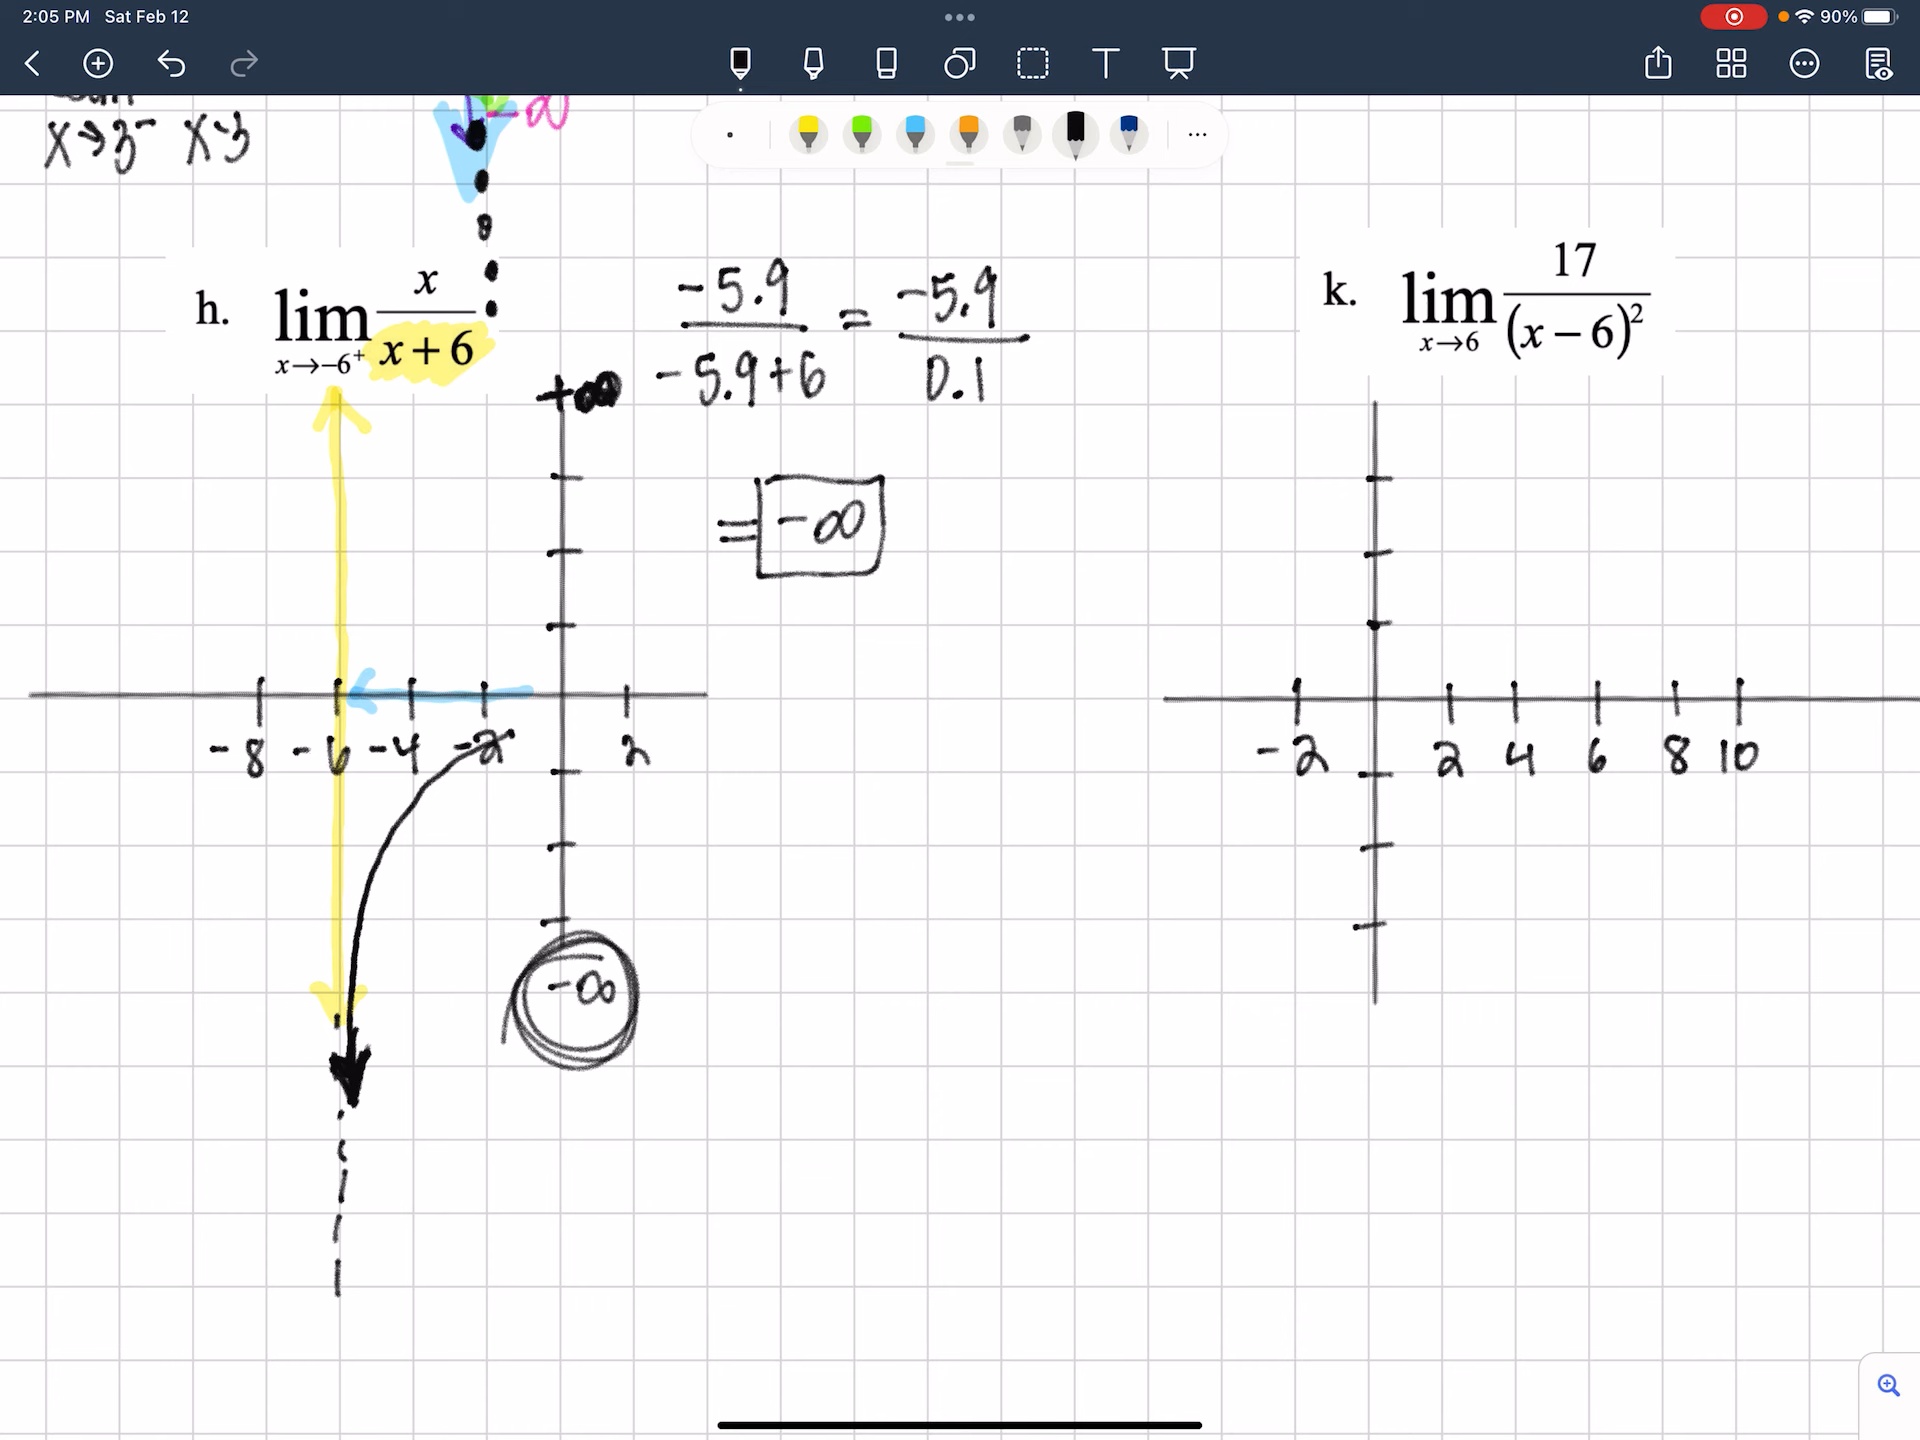 2:05 PM Sat Feb 12
90%
x→3⁻ x-3
-∞
h. lim x→-6⁺ x/(x+6)
-5.9/(-5.9+6) = -5.9/0.1
= -∞
+∞
-8 -6 -4 -2 2
-∞
k. lim x→6 17/(x-6)²
-2 2 4 6 8 10